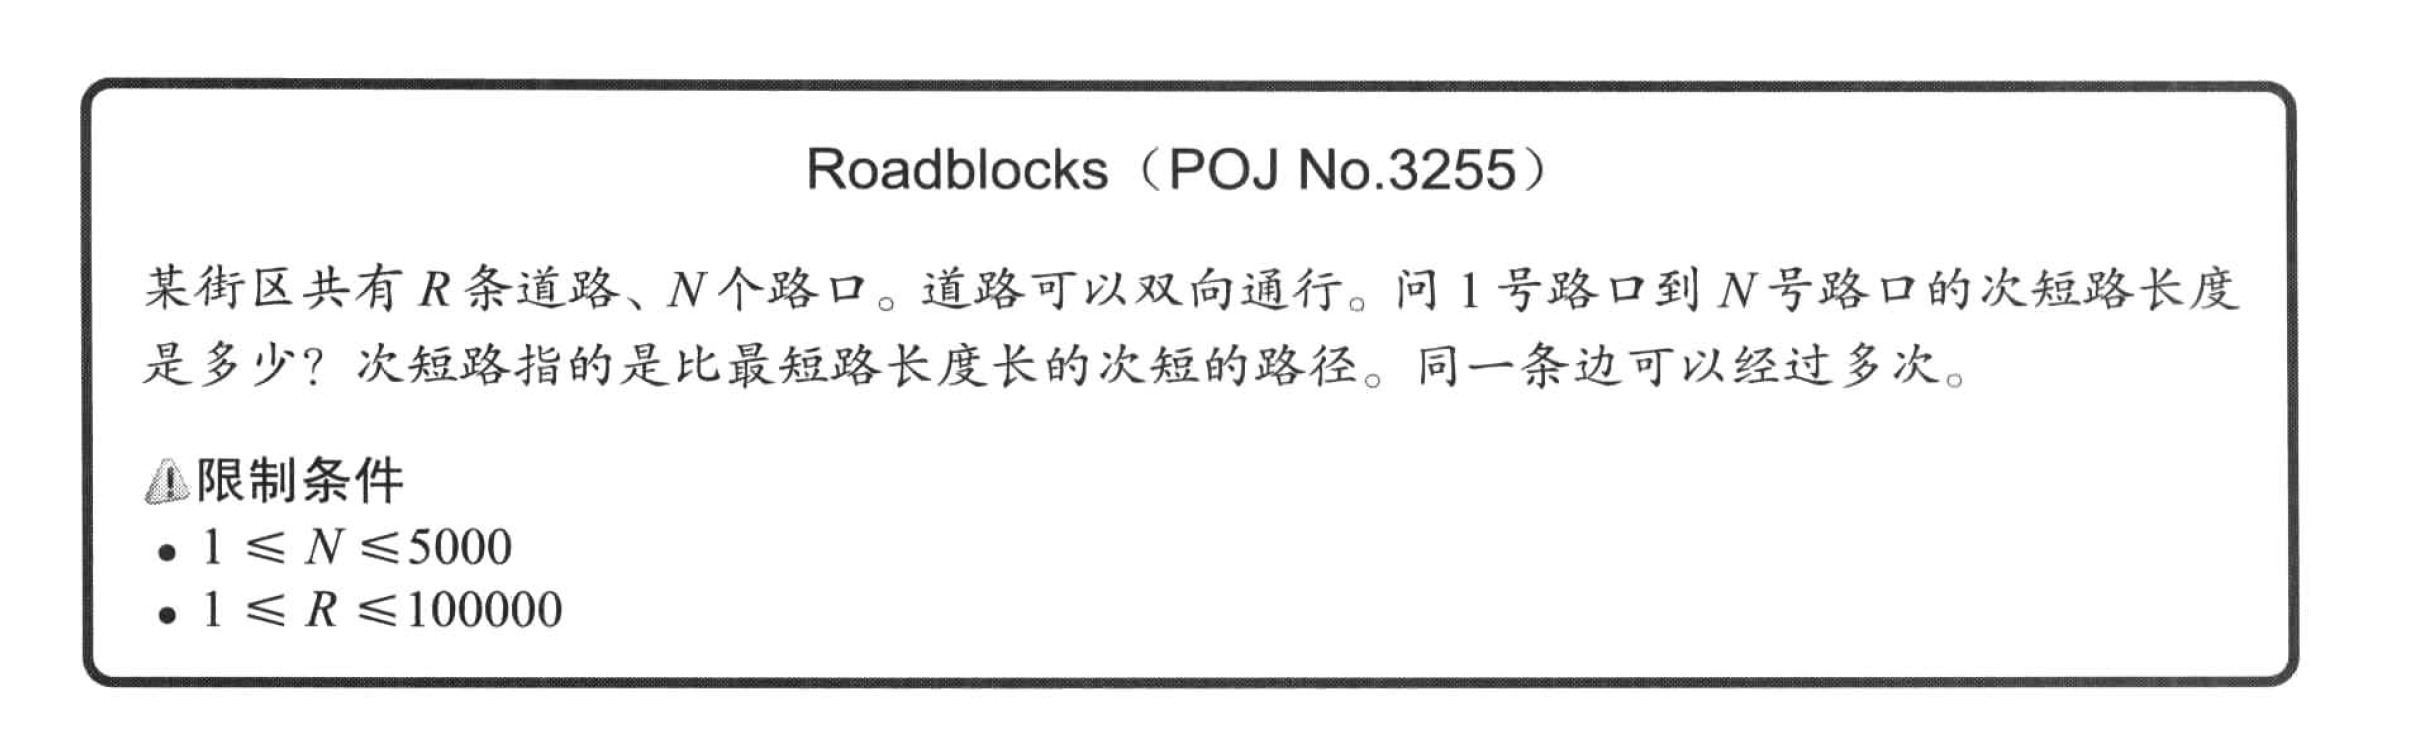 Roadblocks（POJ No.3255）
某街区共有 R 条道路、N 个路口。道路可以双向通行。问 1 号路口到 N 号路口的次短路长度
是多少？次短路指的是比最短路长度长的次短的路径。同一条边可以经过多次。
限制条件
• 1 ≤ N ≤5000
• 1 ≤ R ≤100000